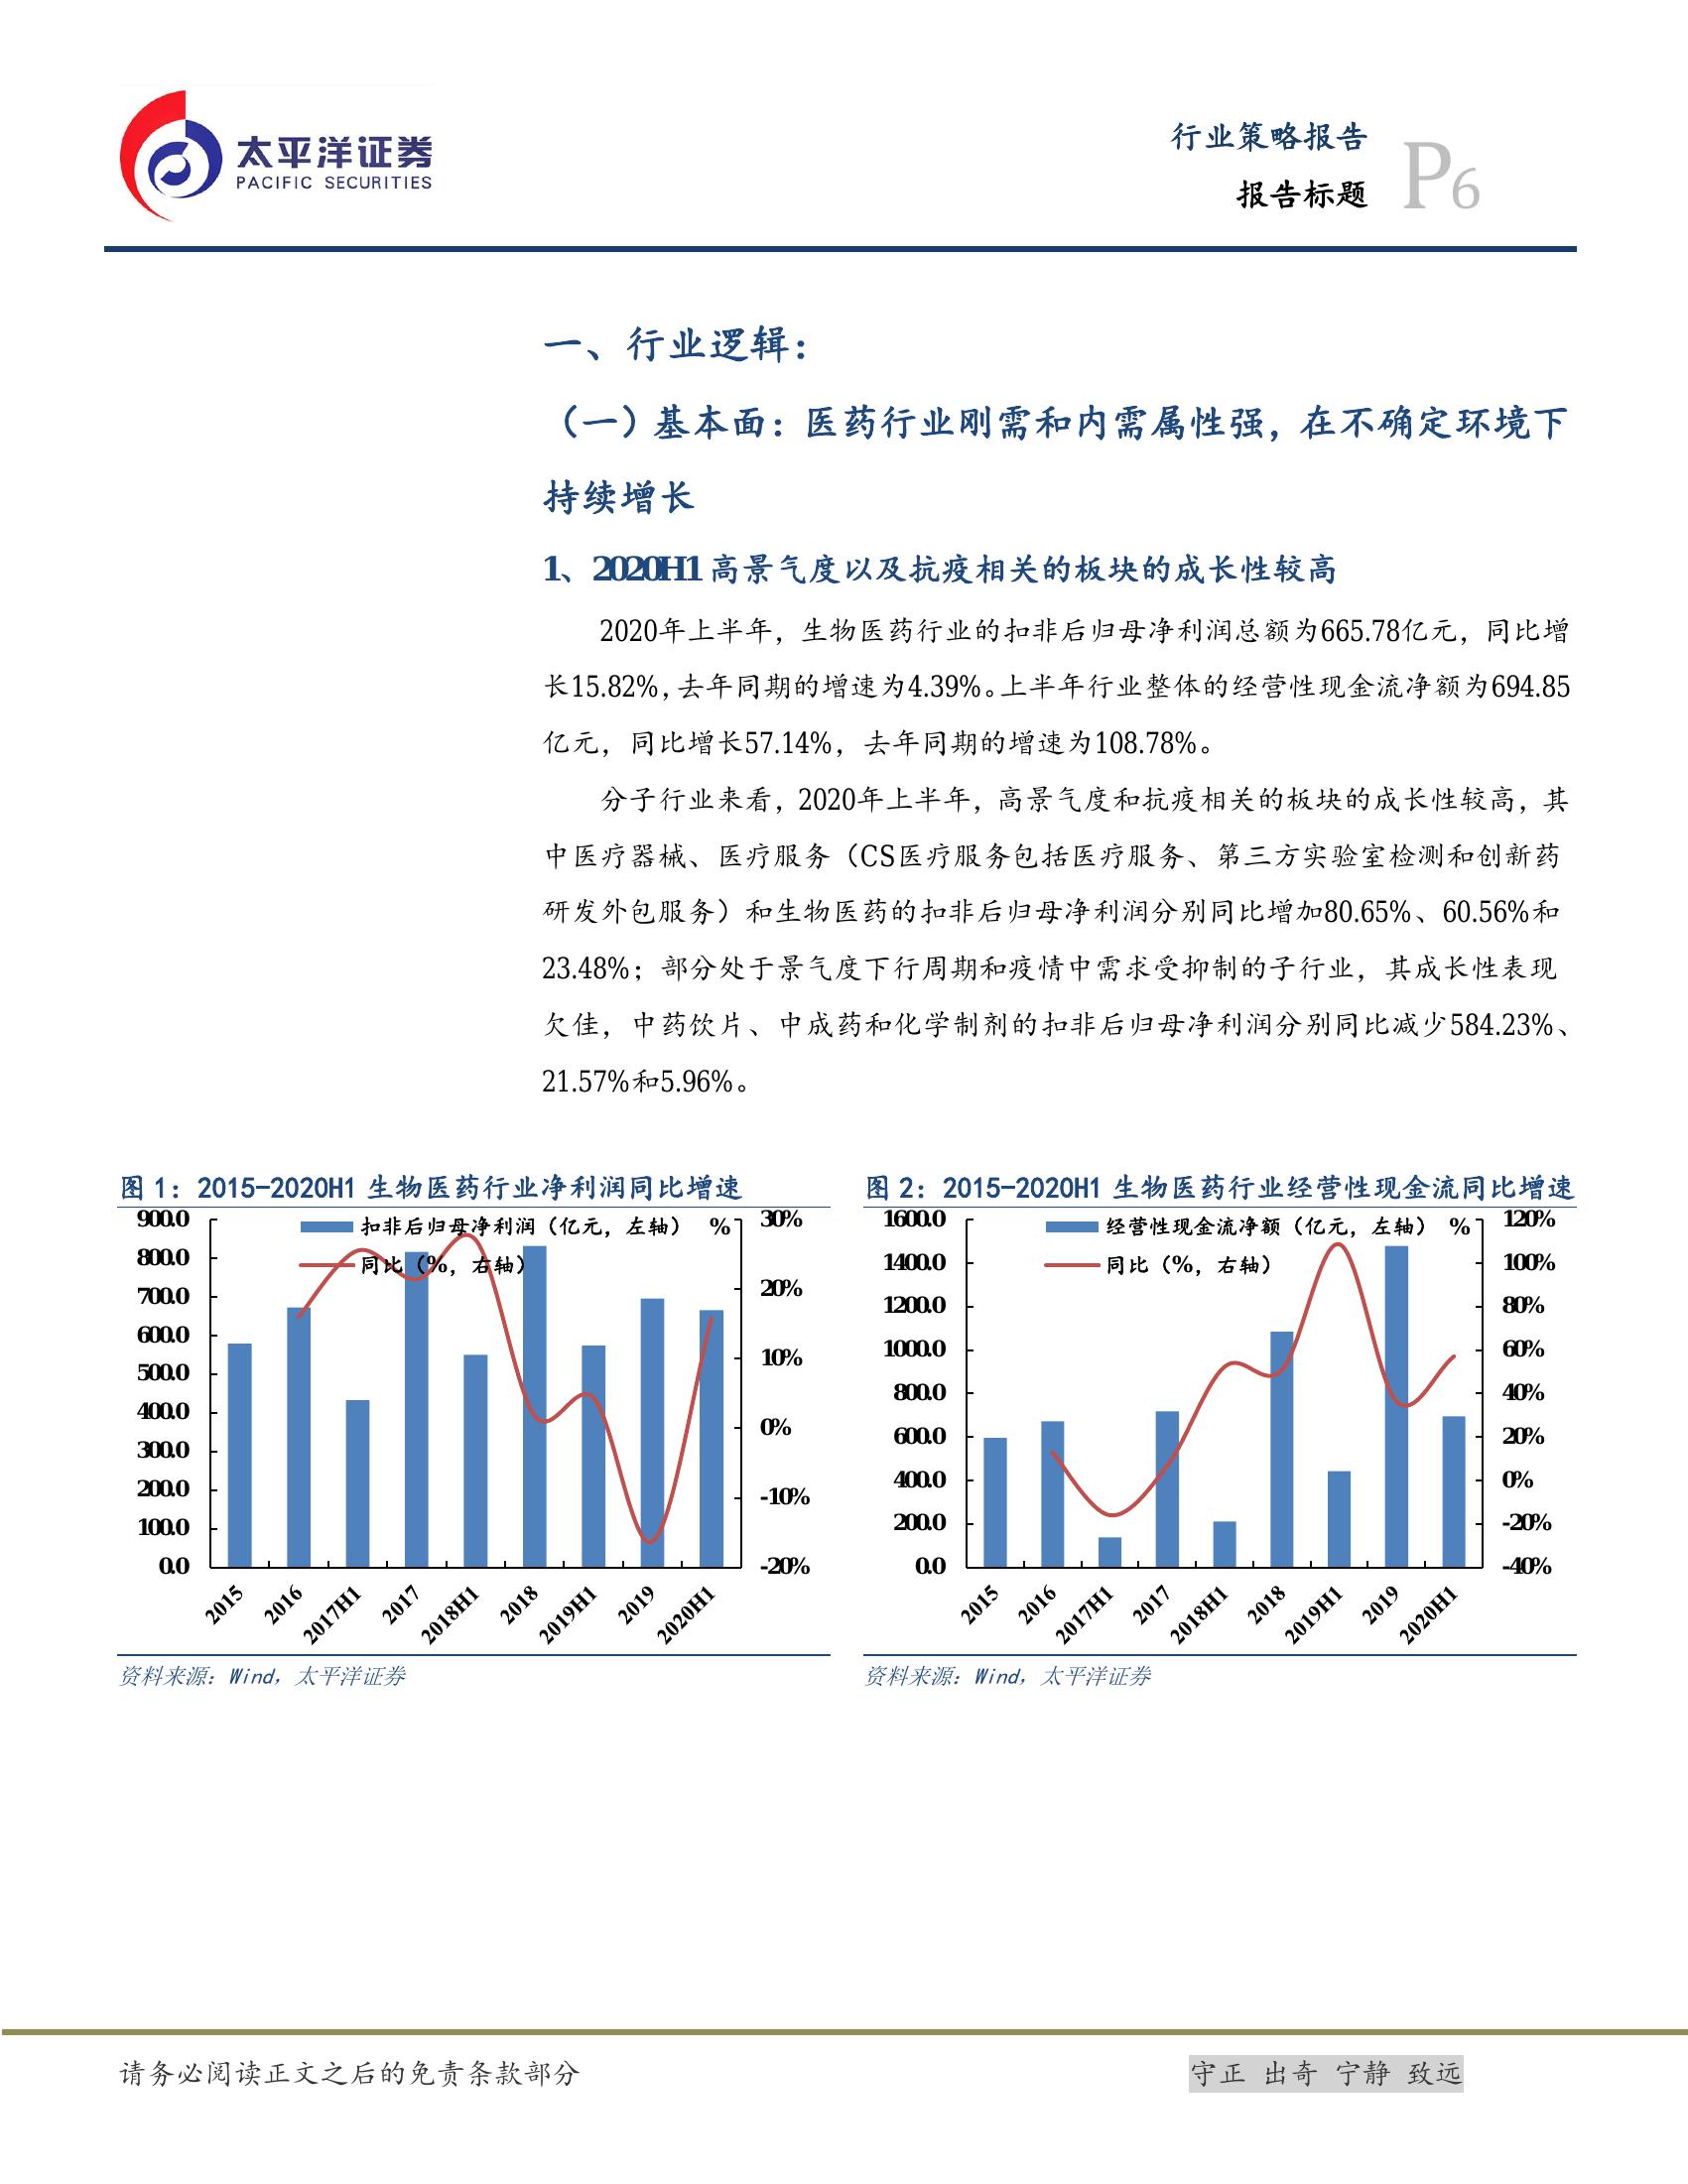 太平洋证券
PACIFIC SECURITIES
行业策略报告
报告标题
P6
一、行业逻辑：
（一）基本面：医药行业刚需和内需属性强，在不确定环境下
持续增长
1、2020H1 高景气度以及抗疫相关的板块的成长性较高
2020年上半年，生物医药行业的扣非后归母净利润总额为665.78亿元，同比增
长15.82%，去年同期的增速为4.39%。上半年行业整体的经营性现金流净额为694.85
亿元，同比增长57.14%，去年同期的增速为108.78%。
分子行业来看，2020年上半年，高景气度和抗疫相关的板块的成长性较高，其
中医疗器械、医疗服务（CS医疗服务包括医疗服务、第三方实验室检测和创新药
研发外包服务）和生物医药的扣非后归母净利润分别同比增加80.65%、60.56%和
23.48%；部分处于景气度下行周期和疫情中需求受抑制的子行业，其成长性表现
欠佳，中药饮片、中成药和化学制剂的扣非后归母净利润分别同比减少584.23%、
21.57%和5.96%。
图 1：2015-2020H1 生物医药行业净利润同比增速
扣非后归母净利润（亿元，左轴） %
同比（%，右轴）
900.0
800.0
700.0
600.0
500.0
400.0
300.0
200.0
100.0
0.0
30%
20%
10%
0%
-10%
-20%
2015
2016
2017H1
2017
2018H1
2018
2019H1
2019
2020H1
资料来源：Wind，太平洋证券
图 2：2015-2020H1 生物医药行业经营性现金流同比增速
经营性现金流净额（亿元，左轴） %
同比（%，右轴）
1600.0
1400.0
1200.0
1000.0
800.0
600.0
400.0
200.0
0.0
120%
100%
80%
60%
40%
20%
0%
-20%
-40%
2015
2016
2017H1
2017
2018H1
2018
2019H1
2019
2020H1
资料来源：Wind，太平洋证券
请务必阅读正文之后的免责条款部分
守正 出奇 宁静 致远